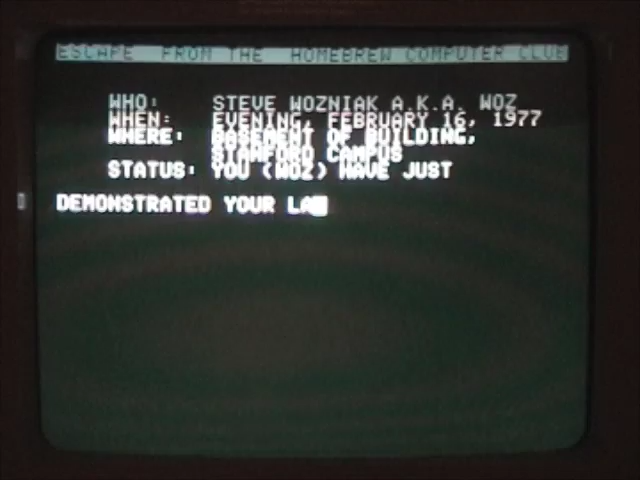 ESCAPE FROM THE HOMEBREW COMPUTER CLUB
WHO: STEVE WOZNIAK A.K.A. WOZ
WHEN: EVENING, FEBRUARY 16, 1977
WHERE: BASEMENT OF BUILDING,
STAMFORD CAMPUS
STATUS: YOU (WOZ) HAVE JUST
DEMONSTRATED YOUR LA